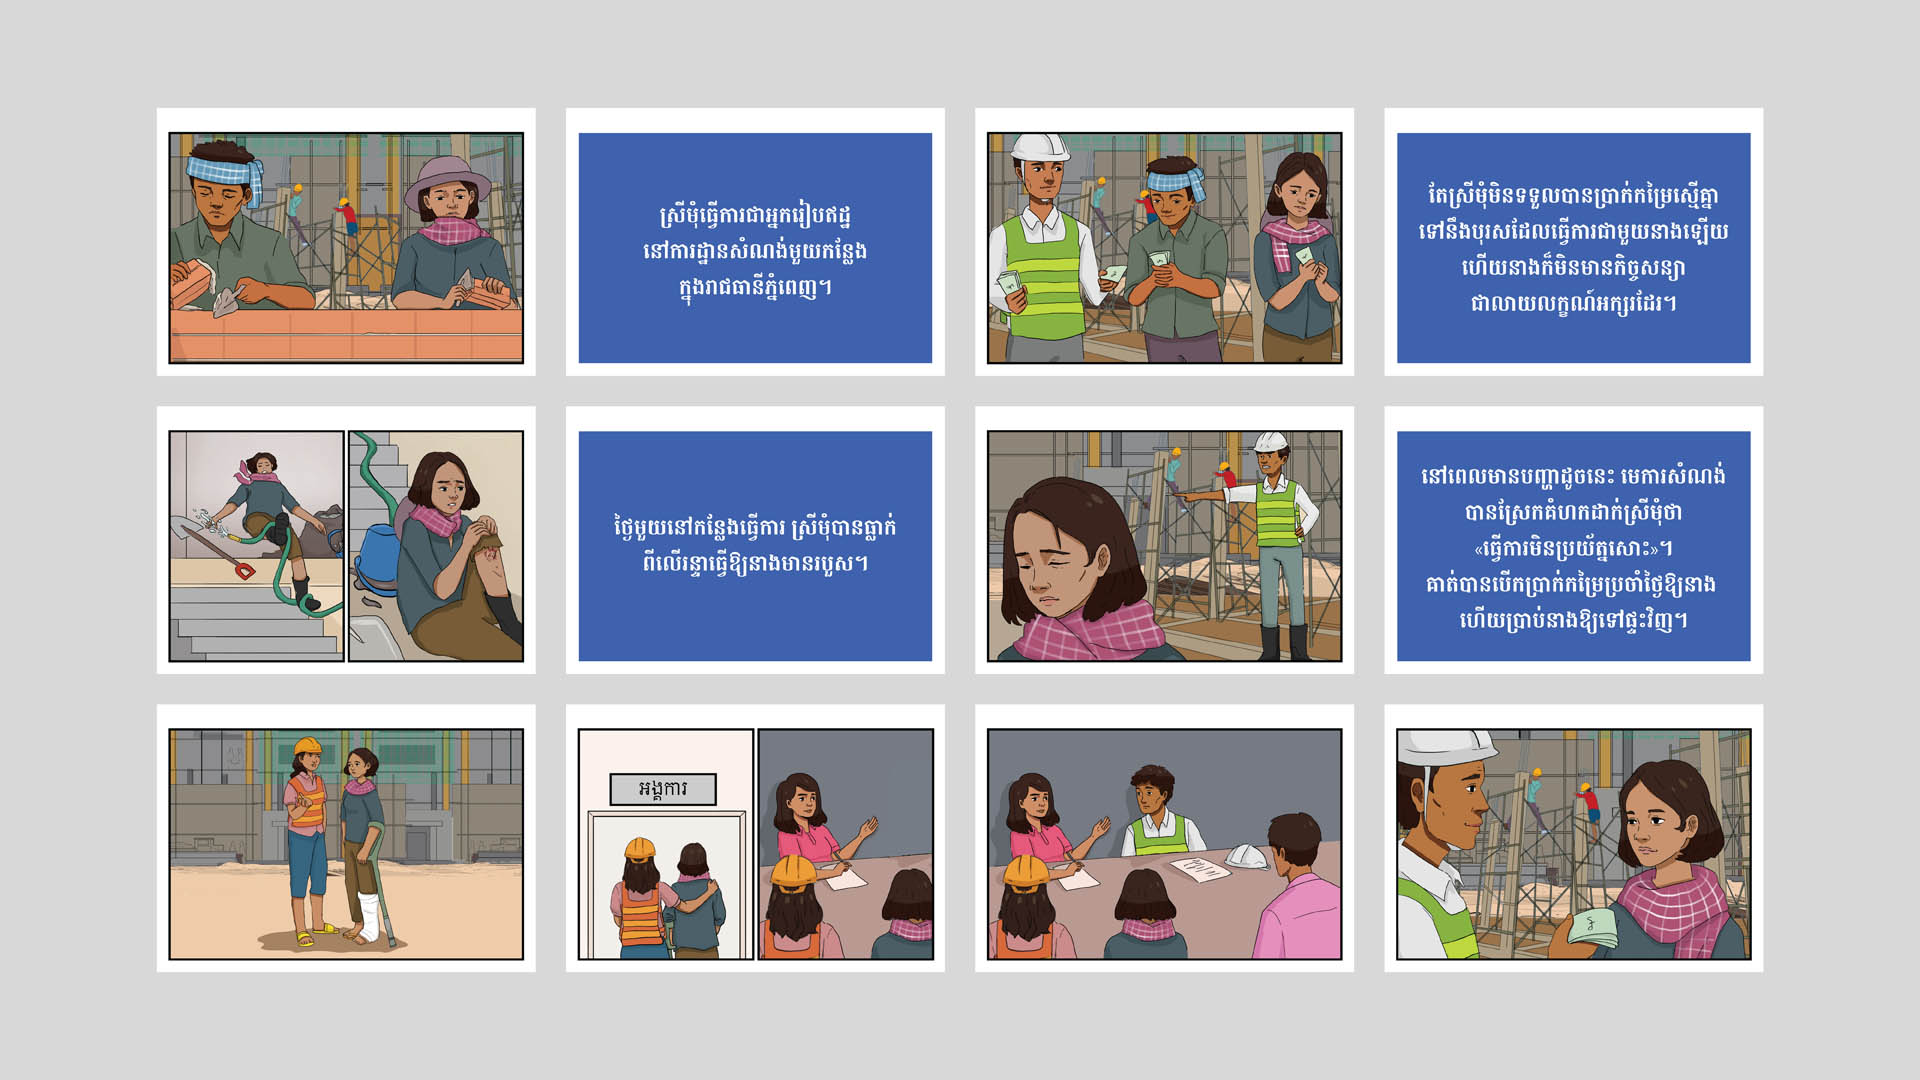 ស្រីមុំធ្វើការជាអ្នករៀបឥដ្ឋ
នៅការដ្ឋានសំណង់មួយកន្លែង
ក្នុងរាជធានីភ្នំពេញ។
តែស្រីមុំមិនទទួលបានប្រាក់កម្រៃស្មើគ្នា
ទៅនឹងបុរសដែលធ្វើការជាមួយនាងឡើយ
ហើយនាងក៏មិនមានកិច្ចសន្យា
ជាលាយលក្ខណ៍អក្សរដែរ។
ថ្ងៃមួយនៅកន្លែងធ្វើការ ស្រីមុំបានធ្លាក់
ពីលើរន្ទាធ្វើឱ្យនាងមានរបួស។
នៅពេលមានបញ្ហាដូចនេះ មេការសំណង់
បានស្រែកគំហកដាក់ស្រីមុំថា
«ធ្វើការមិនប្រយ័ត្នសោះ»។
គាត់បានបើកប្រាក់កម្រៃប្រចាំថ្ងៃឱ្យនាង
ហើយប្រាប់នាងឱ្យទៅផ្ទះវិញ។
អង្គការ